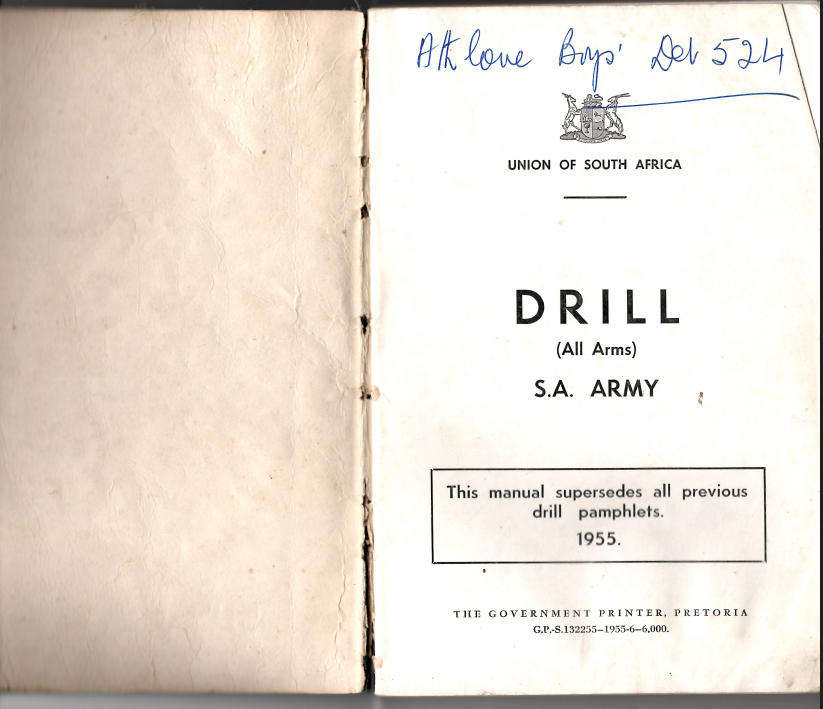 Athlone Boys' Det 524
UNION OF SOUTH AFRICA
DRILL
(All Arms)
S.A. ARMY
This manual supersedes all previous
drill pamphlets.
1955.
THE GOVERNMENT PRINTER, PRETORIA
G.P.-S.132255—1955-6—6,000.